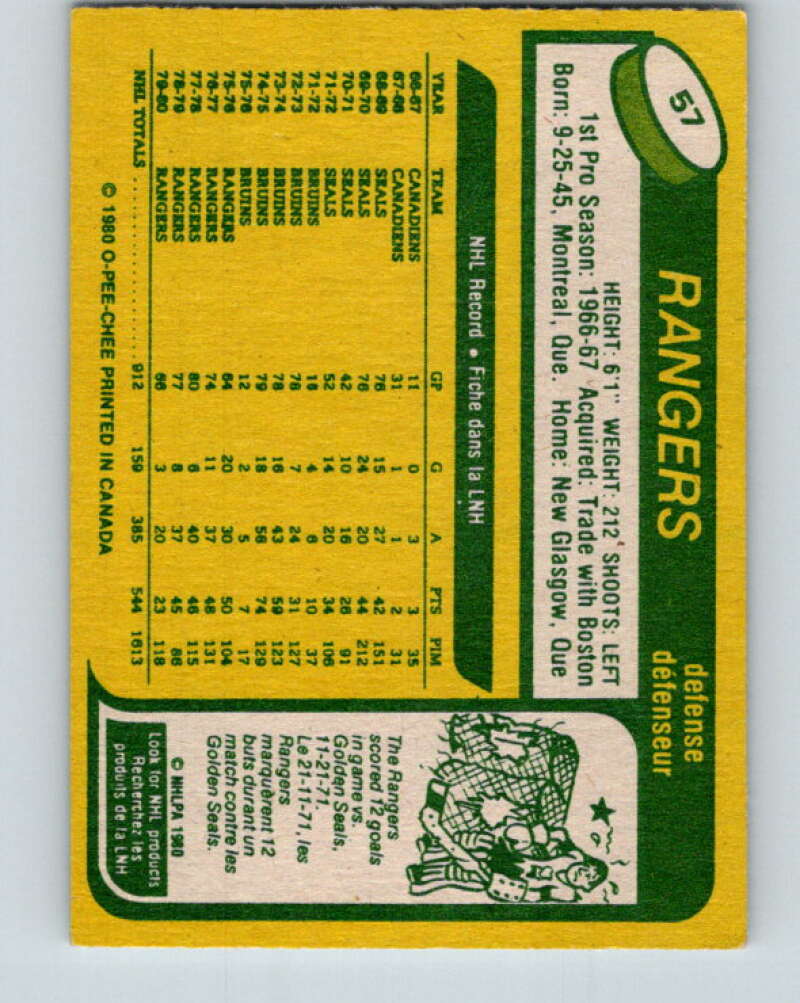 57
RANGERS
defense
défenseur
HEIGHT: 6'1" WEIGHT: 212 SHOOTS: LEFT
1st Pro Season: 1966-67 Acquired: Trade with Boston
Born: 9-25-45, Montreal, Que. Home: New Glasgow, Que
NHL Record • Fiche dans la LNH
YEAR TEAM GP G A PTS PIM
66-67 CANADIENS 11 0 3 3 35
67-68 CANADIENS 31 1 1 2 31
68-69 SEALS 76 15 27 42 151
69-70 SEALS 76 24 20 44 212
70-71 SEALS 42 10 16 26 91
71-72 SEALS 52 14 20 34 106
71-72 BRUINS 16 4 6 10 37
72-73 BRUINS 76 7 24 31 127
73-74 BRUINS 76 16 43 59 123
74-75 BRUINS 79 18 56 74 129
75-76 BRUINS 12 2 5 7 17
75-76 RANGERS 64 20 30 50 104
76-77 RANGERS 74 11 37 48 131
77-78 RANGERS 80 6 40 46 115
78-79 RANGERS 77 8 37 45 86
79-80 RANGERS 66 3 20 23 118
NHL TOTALS 912 159 385 544 1613
© 1980 O-PEE-CHEE PRINTED IN CANADA
The Rangers
scored 12 goals
in game vs.
Golden Seals,
11-21-71.
Le 21-11-71, les
Rangers
marquèrent 12
buts durant un
match contre les
Golden Seals.
© NHLPA 1980
Look for NHL products
Recherchez les
produits de la LNH